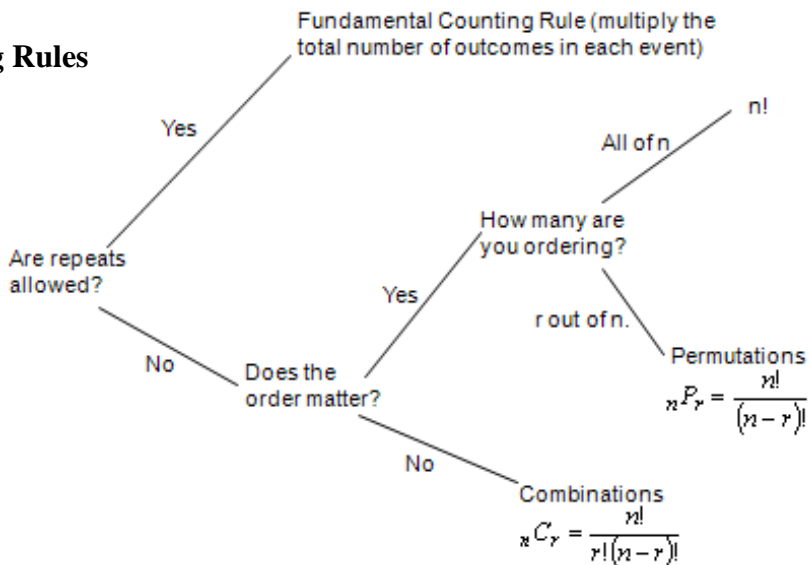 Fundamental Counting Rule (multiply the
total number of outcomes in each event)
g Rules
Yes
n!
All of n
How many are
you ordering?
Are repeats
allowed?
Yes
r out of n.
No
Does the
order matter?
Permutations
nPr = n!/(n − r)!
No
Combinations
nCr = n!/r!(n − r)!